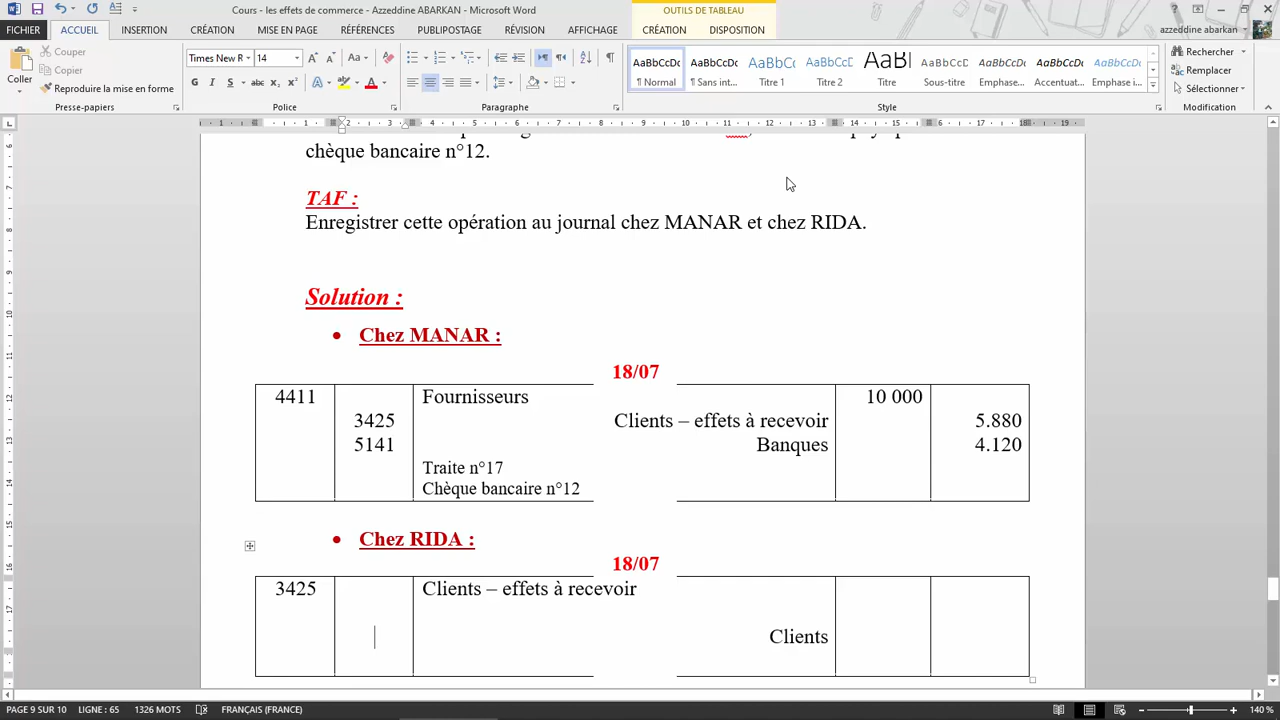 Cours - les effets de commerce - Azzeddine ABARKAN - Microsoft Word
OUTILS DE TABLEAU
FICHIER ACCUEIL INSERTION CRÉATION MISE EN PAGE RÉFÉRENCES PUBLIPOSTAGE RÉVISION AFFICHAGE CRÉATION DISPOSITION
azzeddine abarkan
Coller
Couper
Copier
Reproduire la mise en forme
Presse-papiers
Times New R 14
G I S abc x₂ x²
Police
Paragraphe
AaBbCcDc AaBbCcDc AaBbCc AaBbCcC AaBl AaBbCcC AaBbCcDc AaBbCcDc AaBbCcDc
¶ Normal ¶ Sans int... Titre 1 Titre 2 Titre Sous-titre Emphase... Accentuat... Emphase i...
Style
Rechercher
Remplacer
Sélectionner
Modification
chèque bancaire n°12.
TAF :
Enregistrer cette opération au journal chez MANAR et chez RIDA.
Solution :
• Chez MANAR :
18/07
4411 Fournisseurs 10 000
3425 Clients – effets à recevoir 5.880
5141 Banques 4.120
Traite n°17
Chèque bancaire n°12
• Chez RIDA :
18/07
3425 Clients – effets à recevoir
Clients
PAGE 9 SUR 10 LIGNE : 65 1326 MOTS FRANÇAIS (FRANCE) 140 %